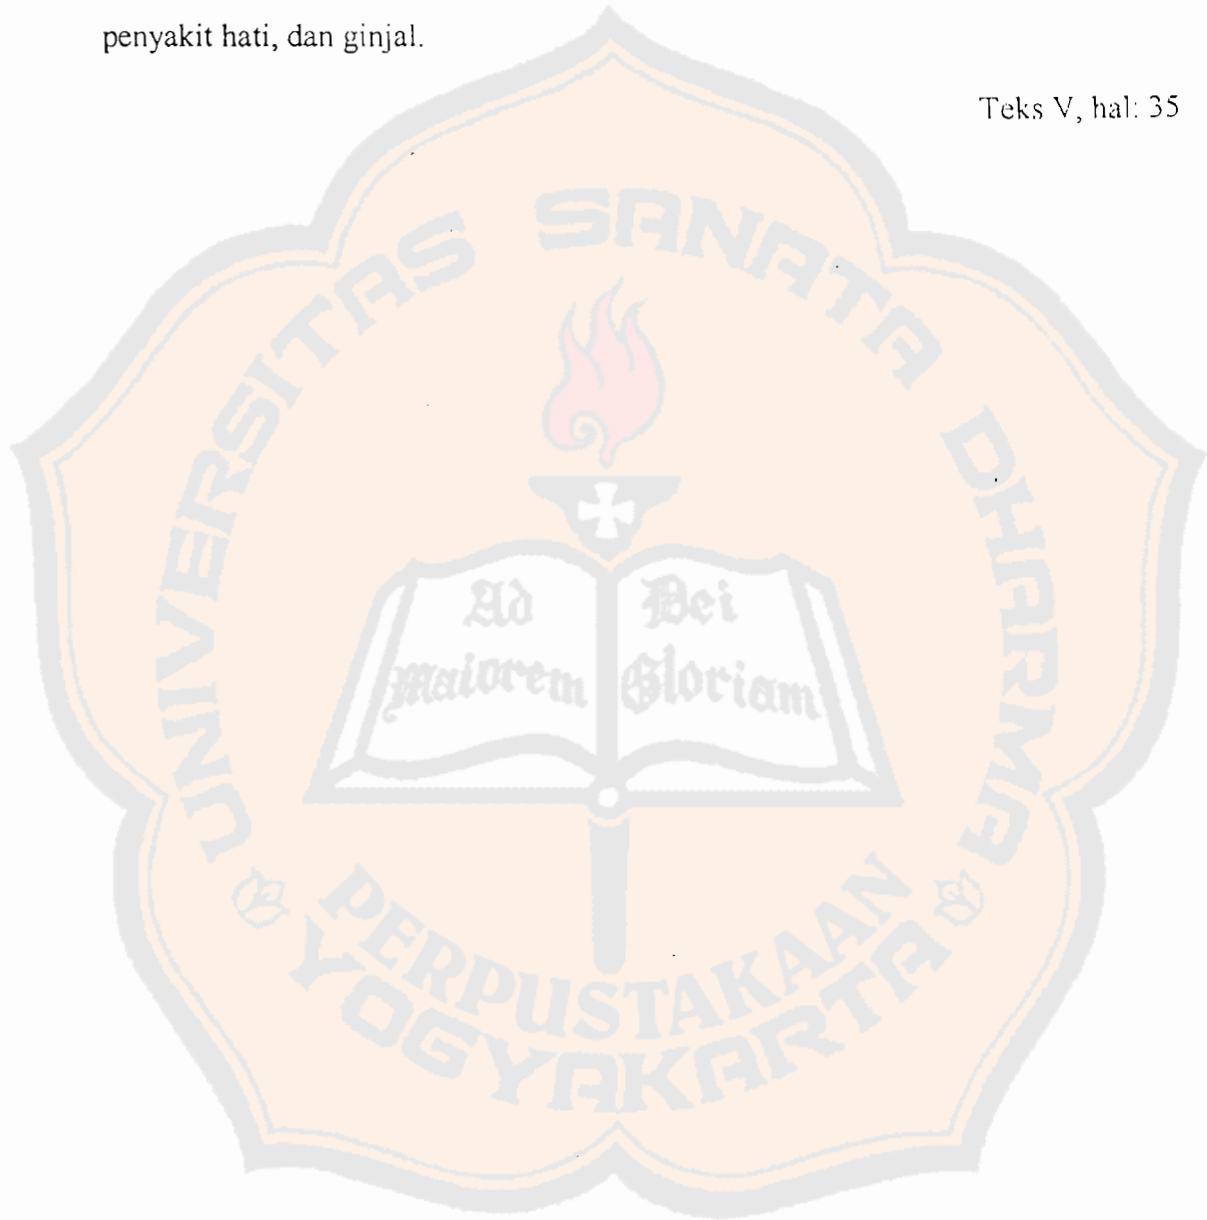 penyakit hati, dan ginjal.
Teks V, hal: 35
UNIVERSITAS SANATA DHARMA
Ad Dei
Maiorem Gloriam
PERPUSTAKAAN
YOGYAKARTA